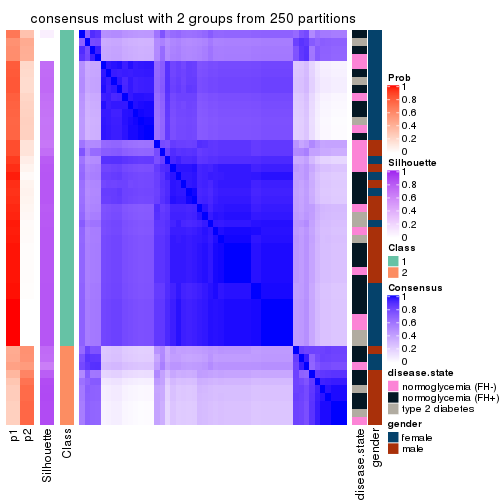 consensus mclust with 2 groups from 250 partitions
Prob
1
0.8
0.6
0.4
0.2
0
Silhouette
1
0.8
0.6
0.4
0.2
0
Class
1
2
Consensus
1
0.8
0.6
0.4
0.2
0
disease.state
normoglycemia (FH-)
normoglycemia (FH+)
type 2 diabetes
gender
female
male
p1
p2
Silhouette
Class
disease.state
gender